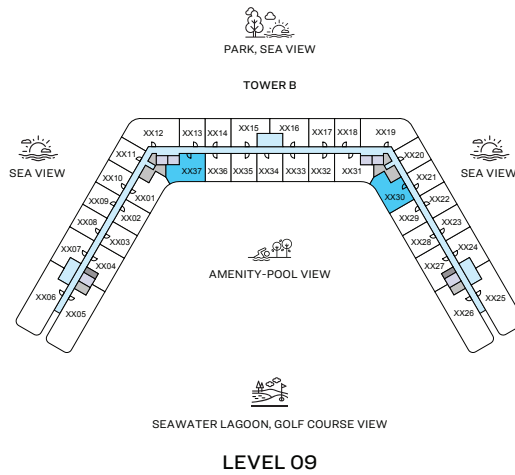 PARK, SEA VIEW
TOWER B
SEA VIEW
SEA VIEW
XX12
XX13
XX14
XX15
XX16
XX17
XX18
XX19
XX11
XX20
XX10
XX21
XX09
XX22
XX08
XX23
XX07
XX24
XX06
XX25
XX01
XX37
XX36
XX35
XX34
XX33
XX32
XX31
XX30
XX02
XX29
XX03
XX28
XX04
XX27
XX05
XX26
AMENITY-POOL VIEW
SEAWATER LAGOON, GOLF COURSE VIEW
LEVEL 09